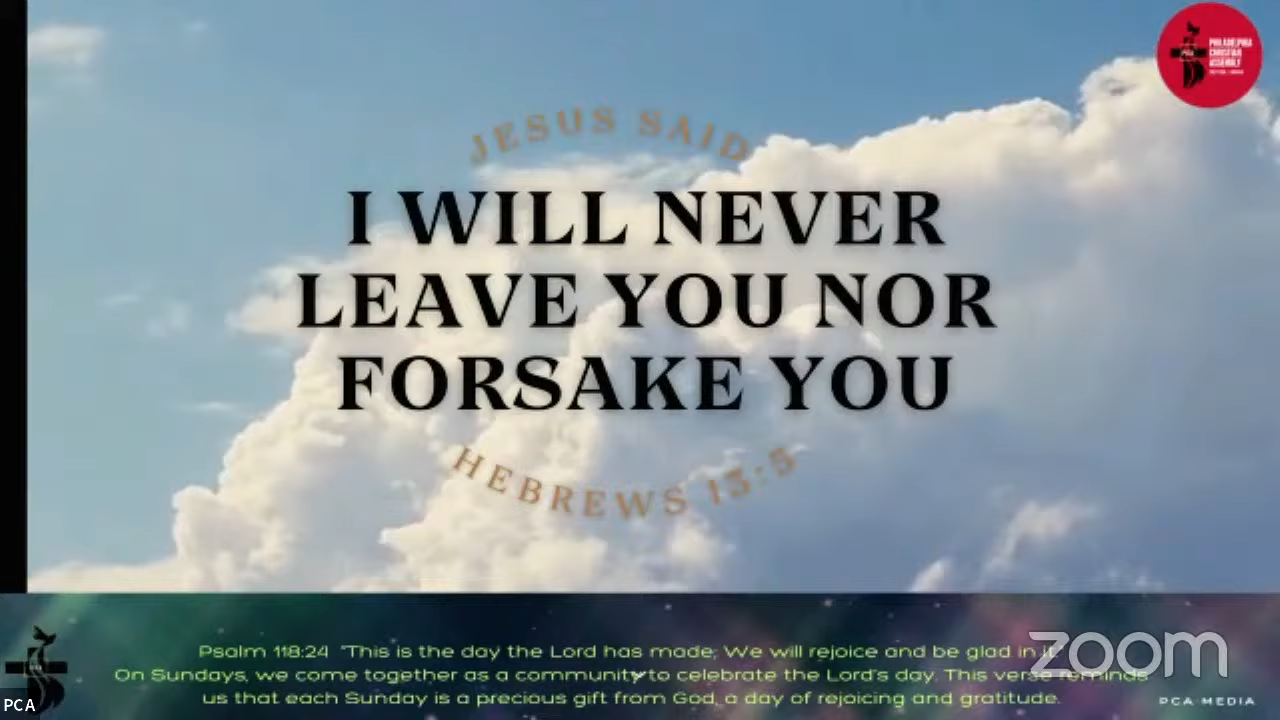 PHILADELPHIA
CHRISTIAN
ASSEMBLY
JESUS SAID
I WILL NEVER
LEAVE YOU NOR
FORSAKE YOU
HEBREWS 13:5
Psalm 118:24 "This is the day the Lord has made; We will rejoice and be glad in it."
On Sundays, we come together as a community to celebrate the Lord's day. This verse reminds
us that each Sunday is a precious gift from God, a day of rejoicing and gratitude.
zoom
PCA MEDIA
PCA